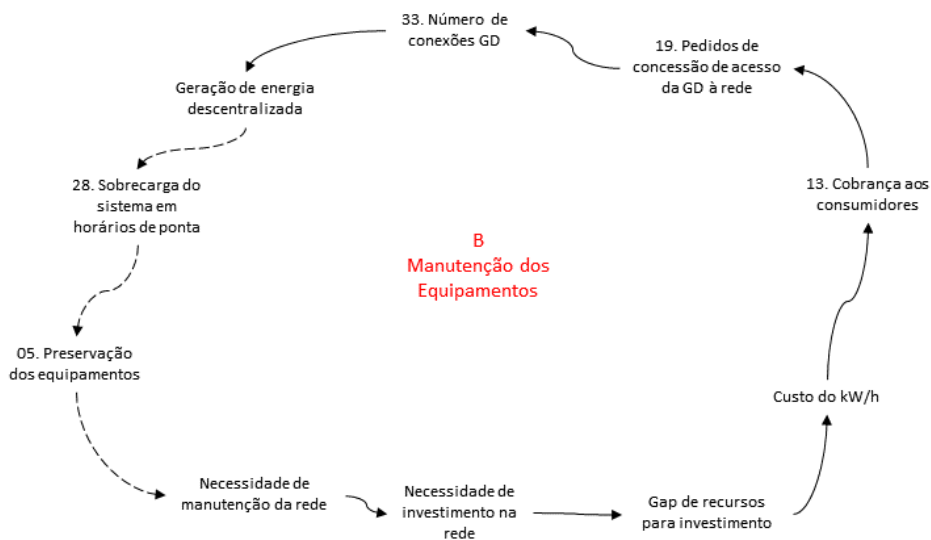 33. Número de
conexões GD
19. Pedidos de
concessão de acesso
da GD à rede
Geração de energia
descentralizada
28. Sobrecarga do
sistema em
horários de ponta
13. Cobrança aos
consumidores
B
Manutenção dos
Equipamentos
05. Preservação
dos equipamentos
Custo do kW/h
Necessidade de
manutenção da rede
Necessidade de
investimento na
rede
Gap de recursos
para investimento